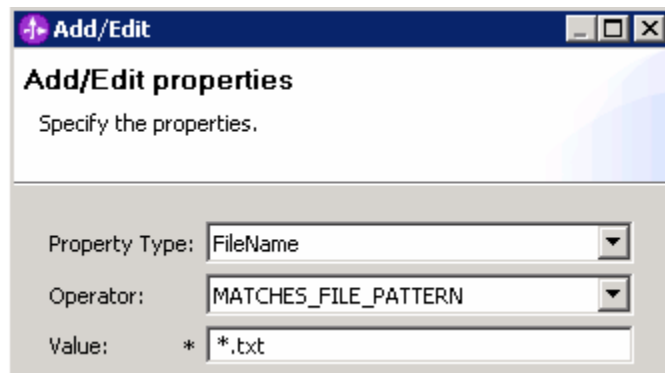 Add/Edit
Add/Edit properties
Specify the properties.
Property Type: FileName
Operator: MATCHES_FILE_PATTERN
Value: * *.txt